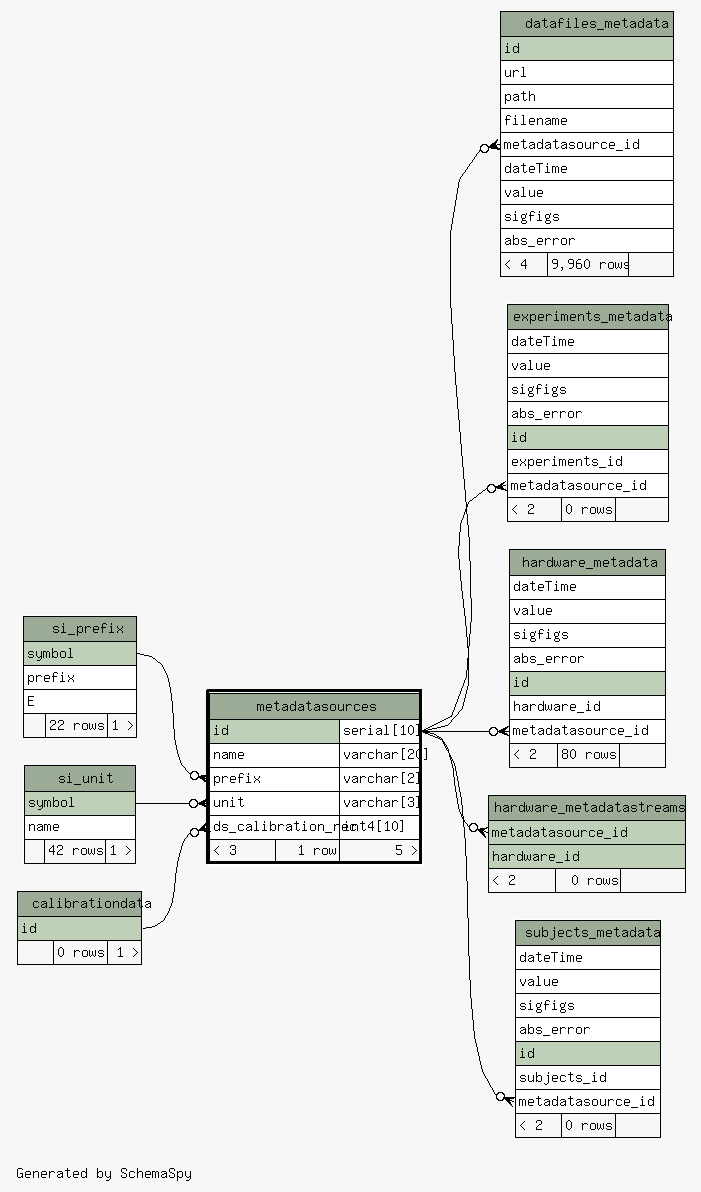 datafiles_metadata
id
url
path
filename
metadatasource_id
dateTime
value
sigfigs
abs_error
< 4 9,960 rows
experiments_metadata
dateTime
value
sigfigs
abs_error
id
experiments_id
metadatasource_id
< 2 0 rows
hardware_metadata
dateTime
value
sigfigs
abs_error
id
hardware_id
metadatasource_id
< 2 80 rows
si_prefix
symbol
prefix
E
22 rows 1 >
si_unit
symbol
name
42 rows 1 >
calibrationdata
id
0 rows 1 >
metadatasources
id serial[10]
name varchar[20]
prefix varchar[2]
unit varchar[3]
ds_calibration_rec int4[10]
< 3 1 row 5 >
hardware_metadatastreams
metadatasource_id
hardware_id
< 2 0 rows
subjects_metadata
dateTime
value
sigfigs
abs_error
id
subjects_id
metadatasource_id
< 2 0 rows
Generated by SchemaSpy